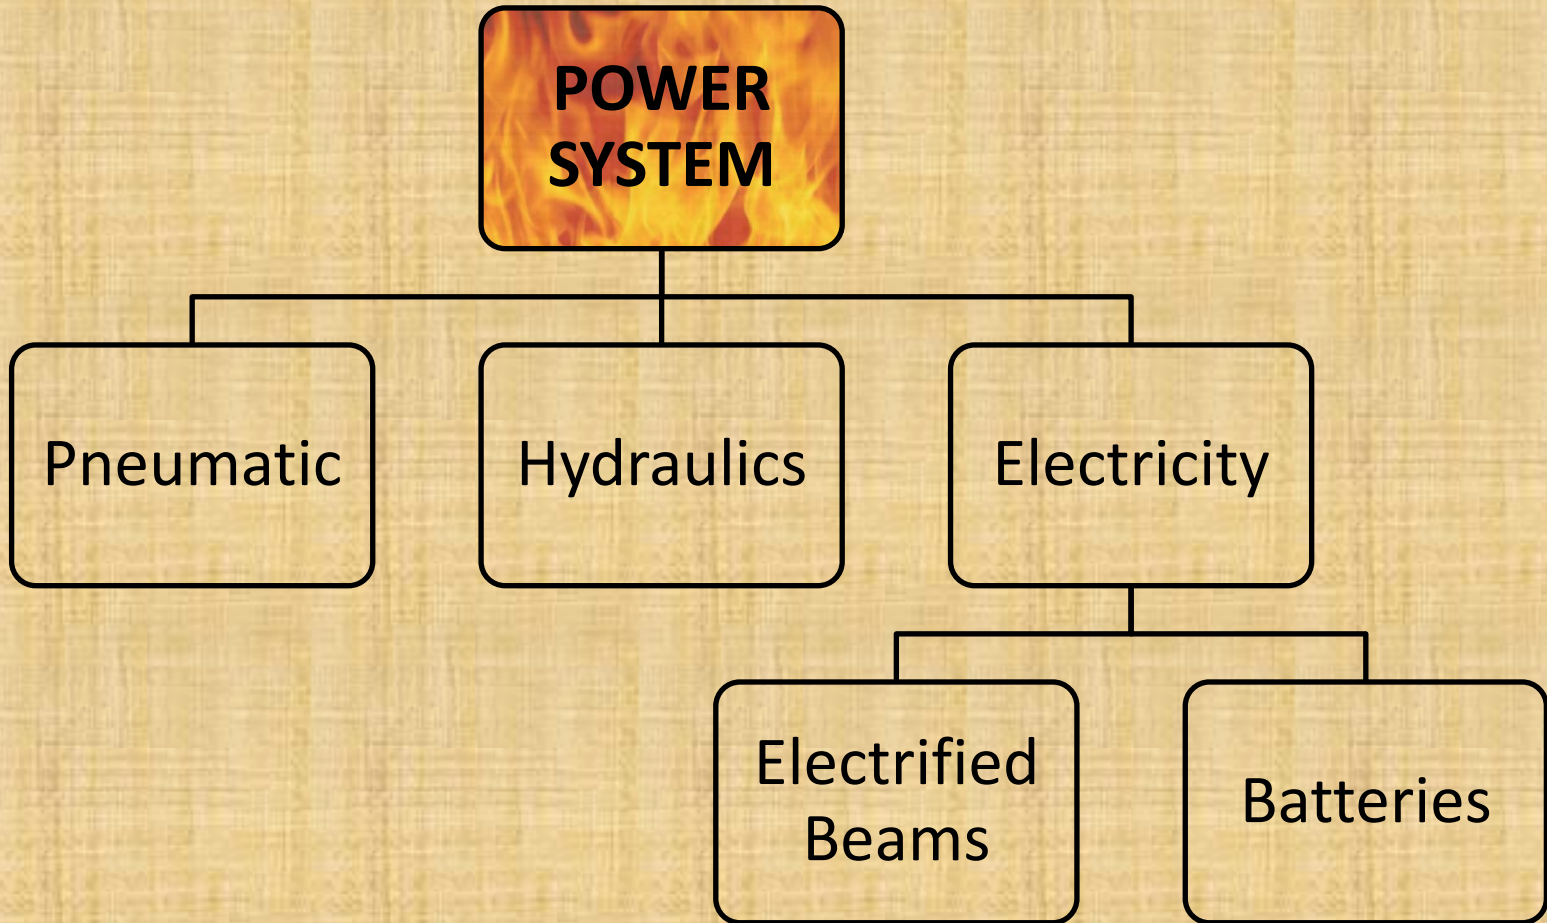 POWER
SYSTEM
Pneumatic
Hydraulics
Electricity
Electrified
Beams
Batteries